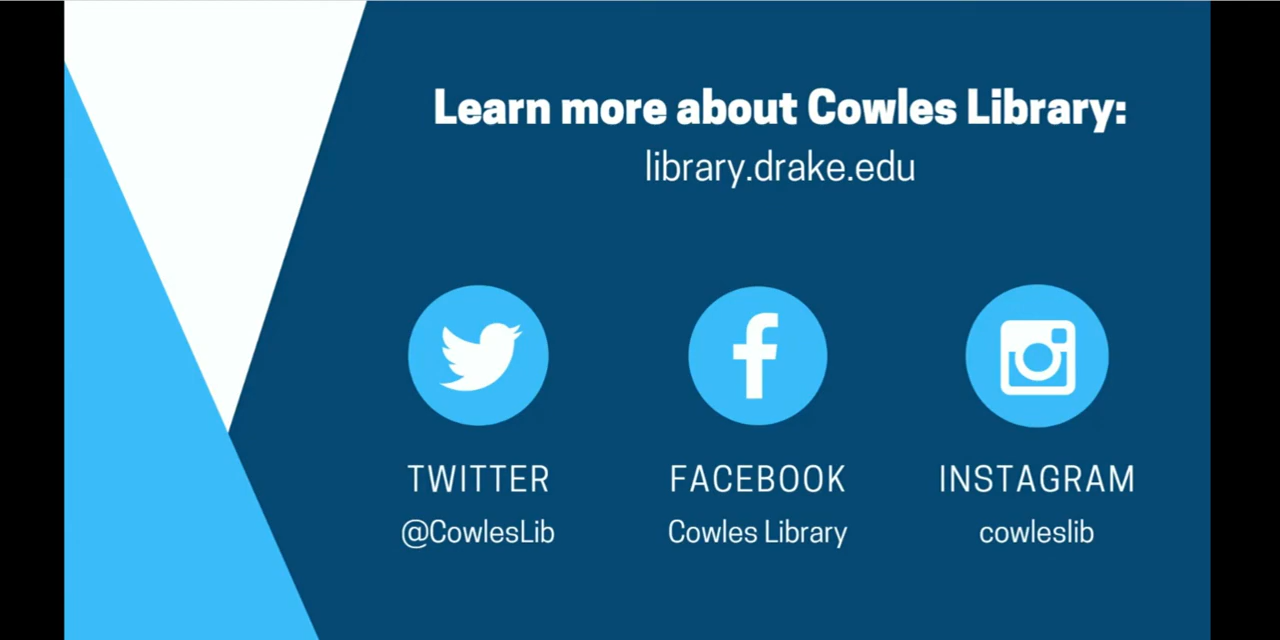 Learn more about Cowles Library:
library.drake.edu
TWITTER
@CowlesLib
FACEBOOK
Cowles Library
INSTAGRAM
cowleslib